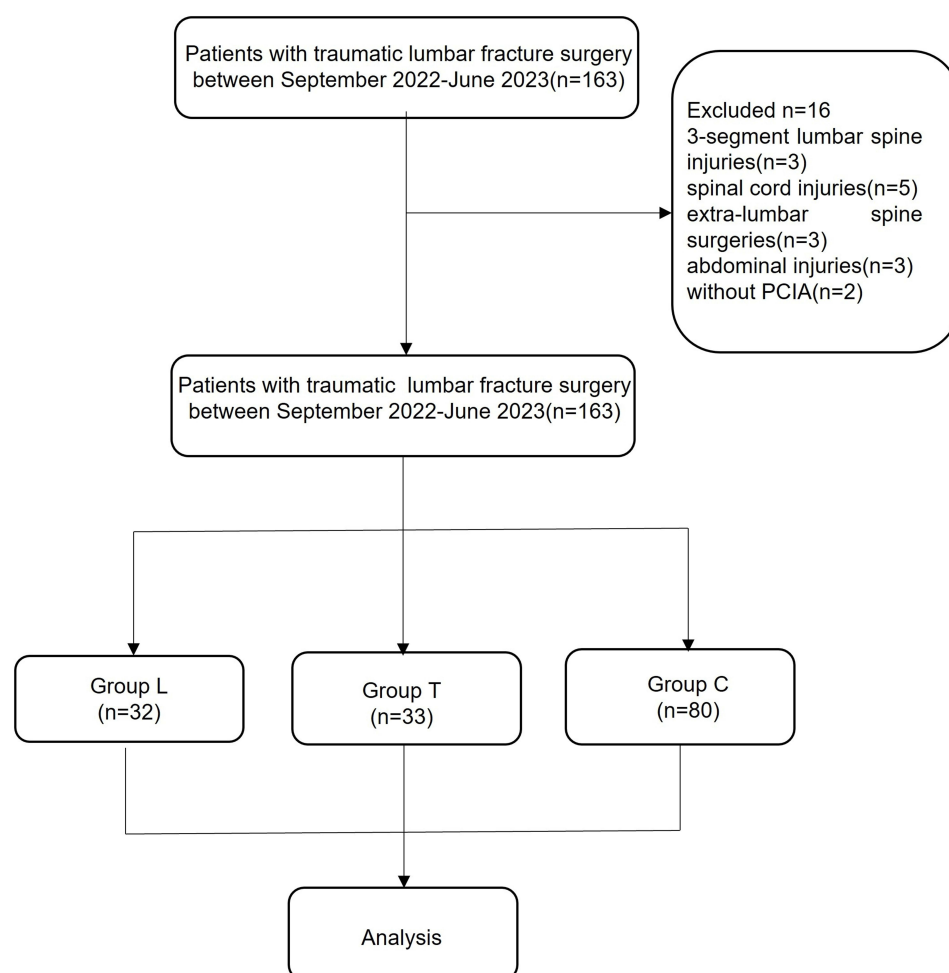 Patients with traumatic lumbar fracture surgery
between September 2022-June 2023(n=163)
Excluded n=16
3-segment lumbar spine
injuries(n=3)
spinal cord injuries(n=5)
extra-lumbar spine
surgeries(n=3)
abdominal injuries(n=3)
without PCIA(n=2)
Patients with traumatic lumbar fracture surgery
between September 2022-June 2023(n=163)
Group L
(n=32)
Group T
(n=33)
Group C
(n=80)
Analysis